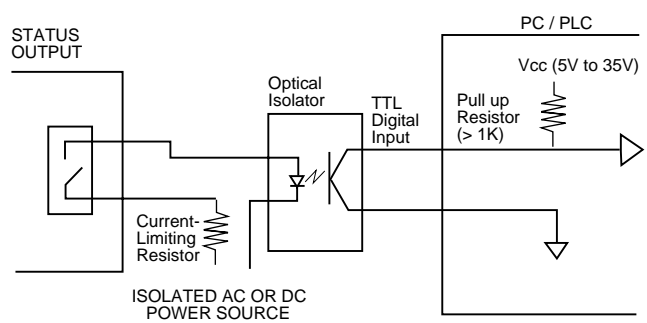 STATUS
OUTPUT
PC / PLC
Vcc (5V to 35V)
Optical
Isolator
TTL
Digital
Input
Pull up
Resistor
(> 1K)
Current-
Limiting
Resistor
ISOLATED AC OR DC
POWER SOURCE